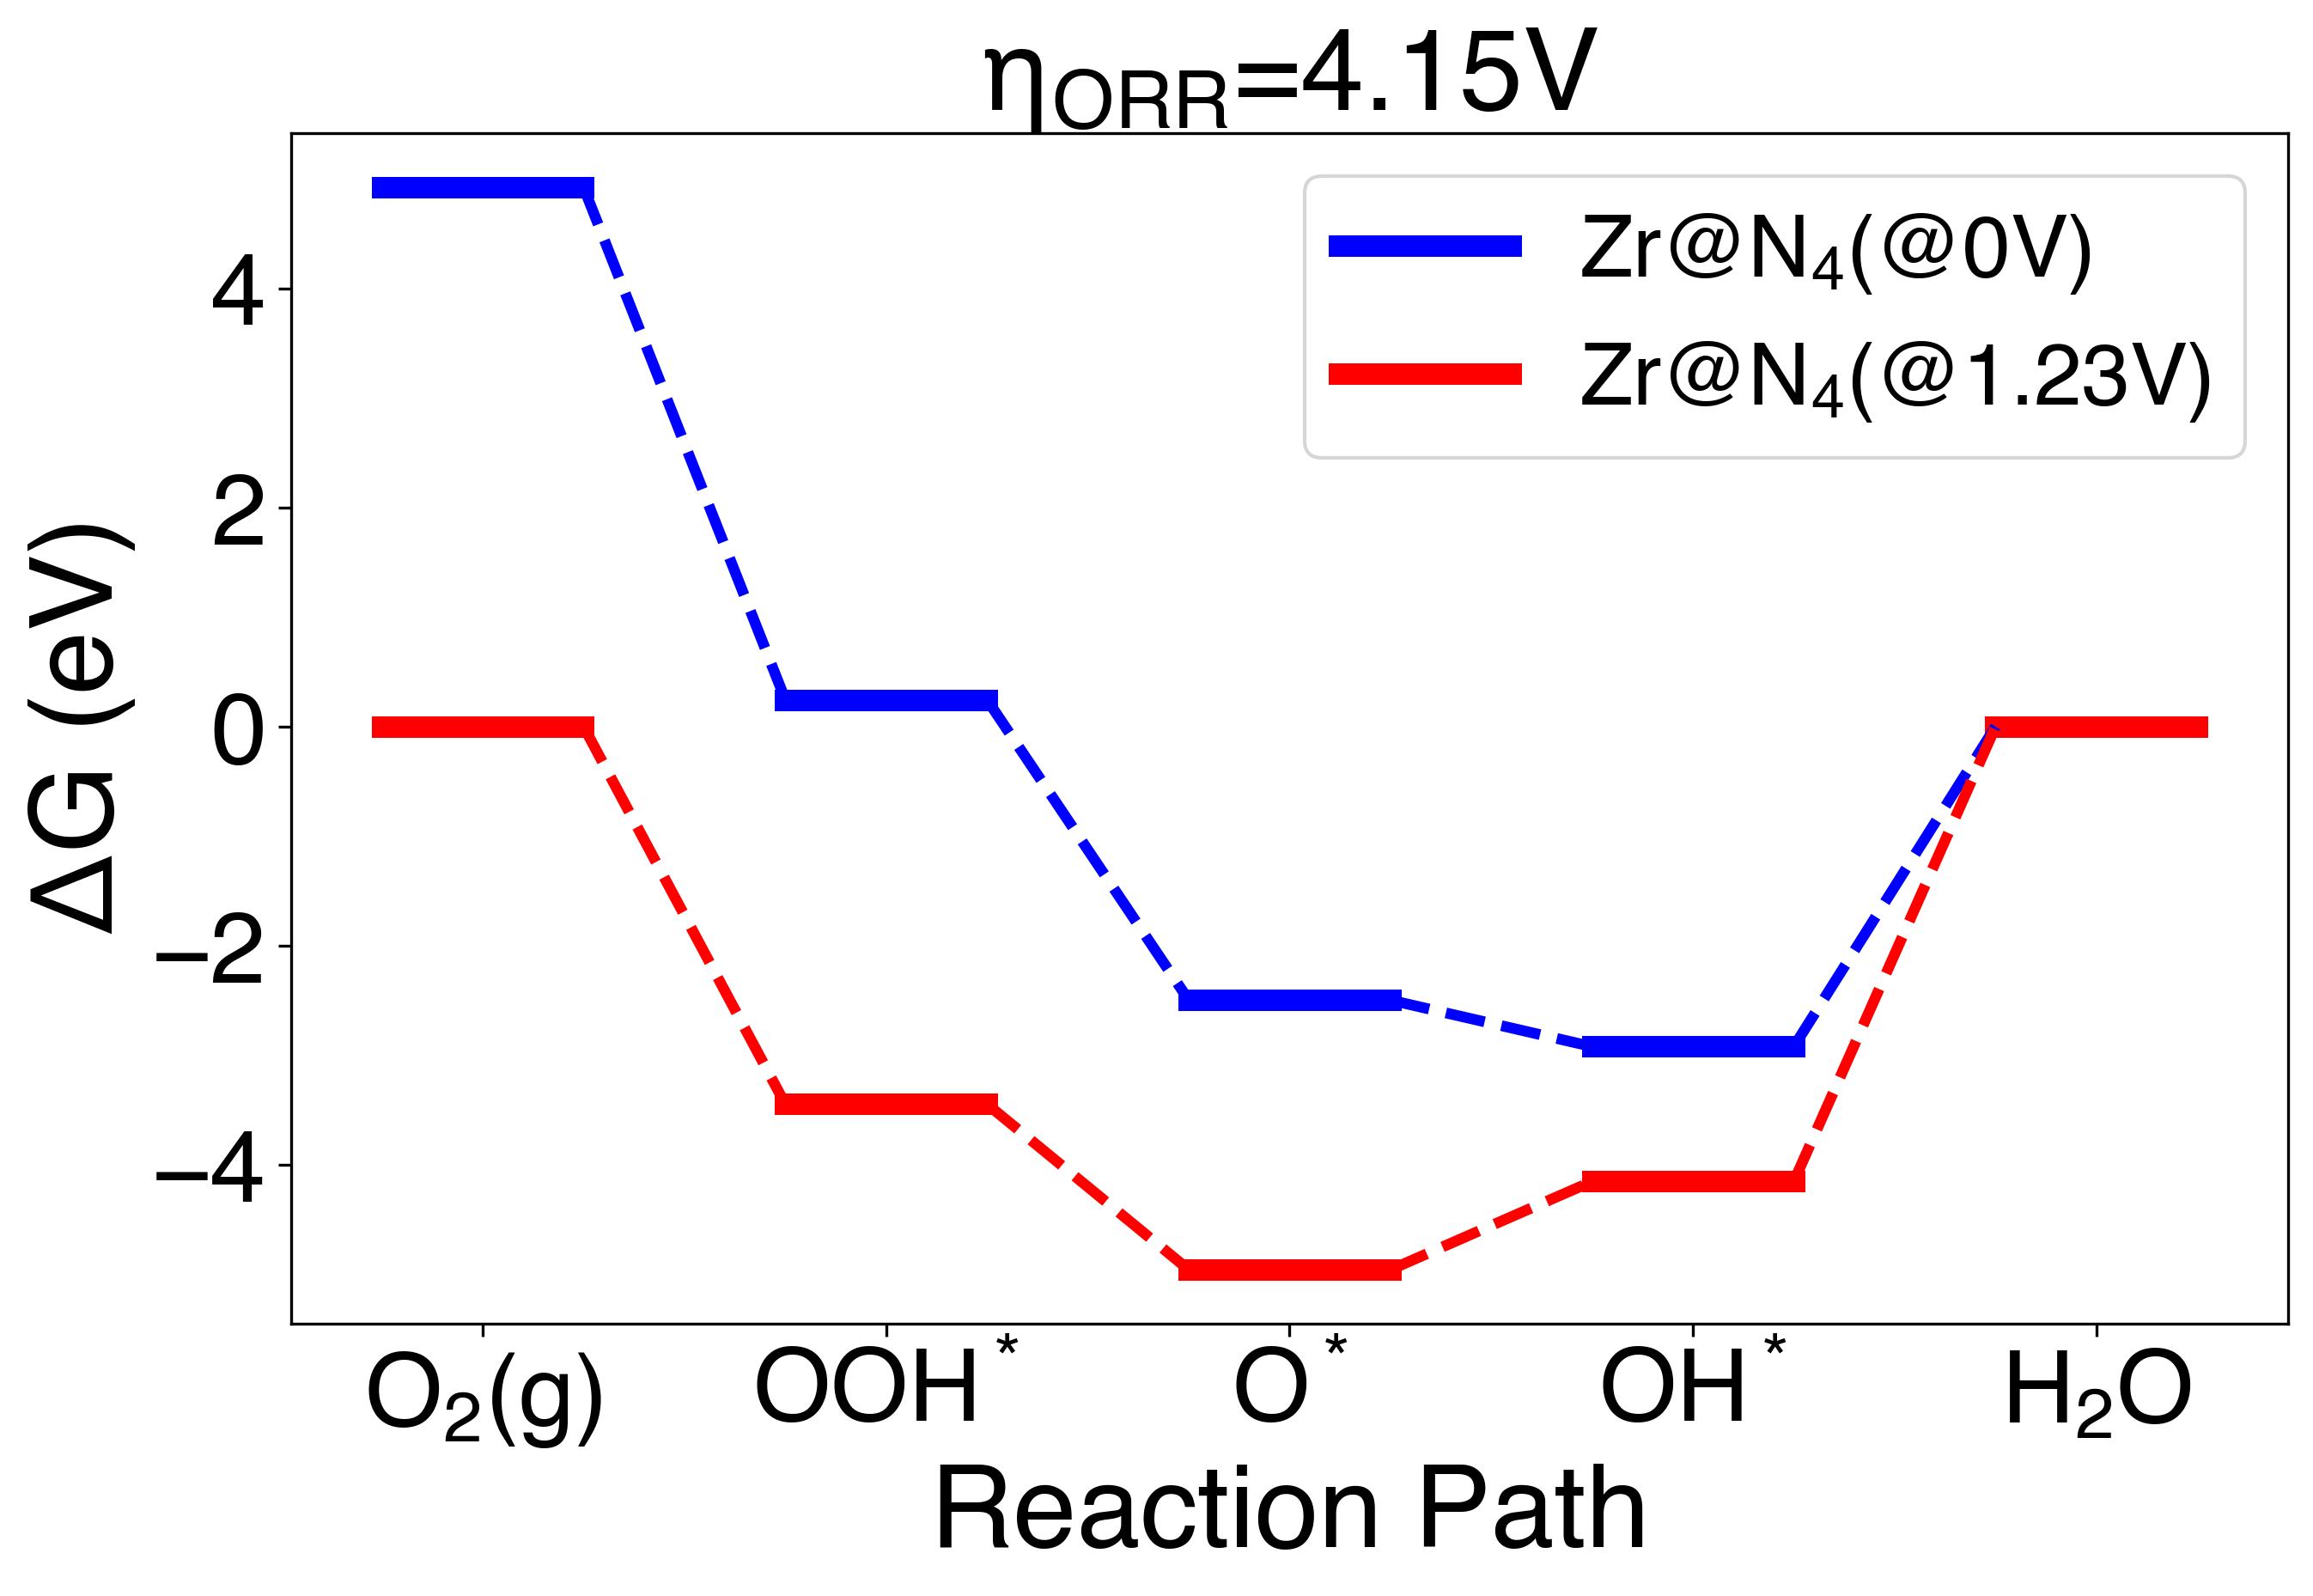 η_ORR=4.15V
Zr@N₄(@0V)
Zr@N₄(@1.23V)
ΔG (eV)
4
2
0
−2
−4
O₂(g) OOH* O* OH* H₂O
Reaction Path